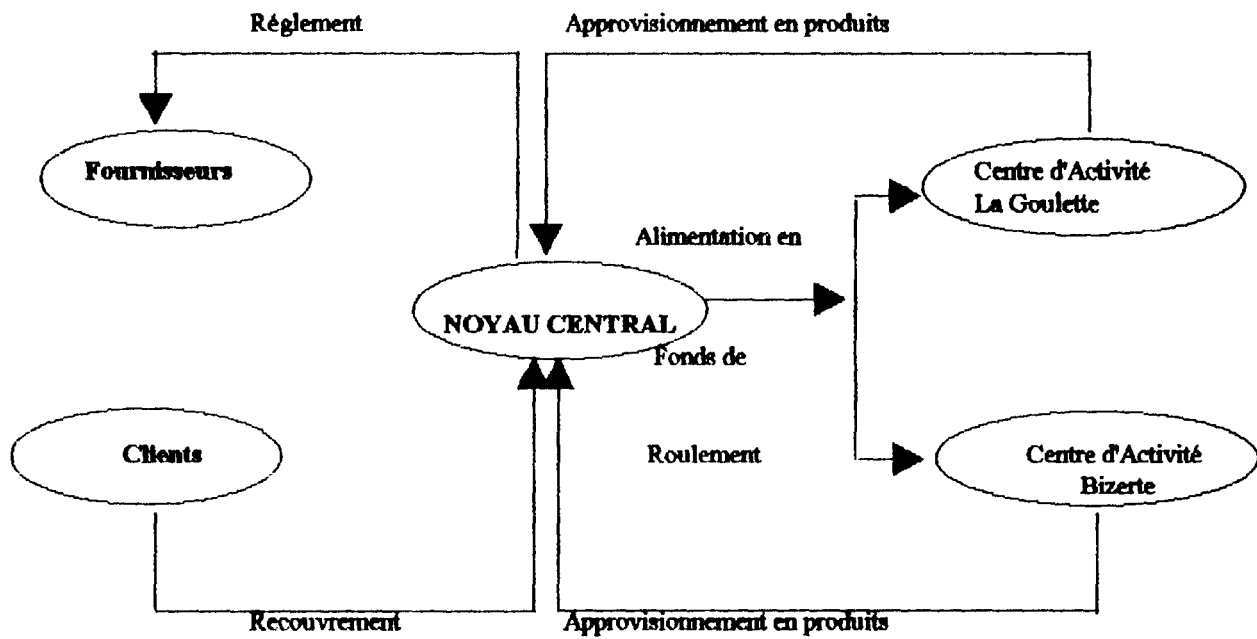 Réglement
Approvisionnement en produits
Fournisseurs
Centre d'Activité
La Goulette
Alimentation en
NOYAU CENTRAL
Fonds de
Clients
Roulement
Centre d'Activité
Bizerte
Recouvrement
Approvisionnement en produits